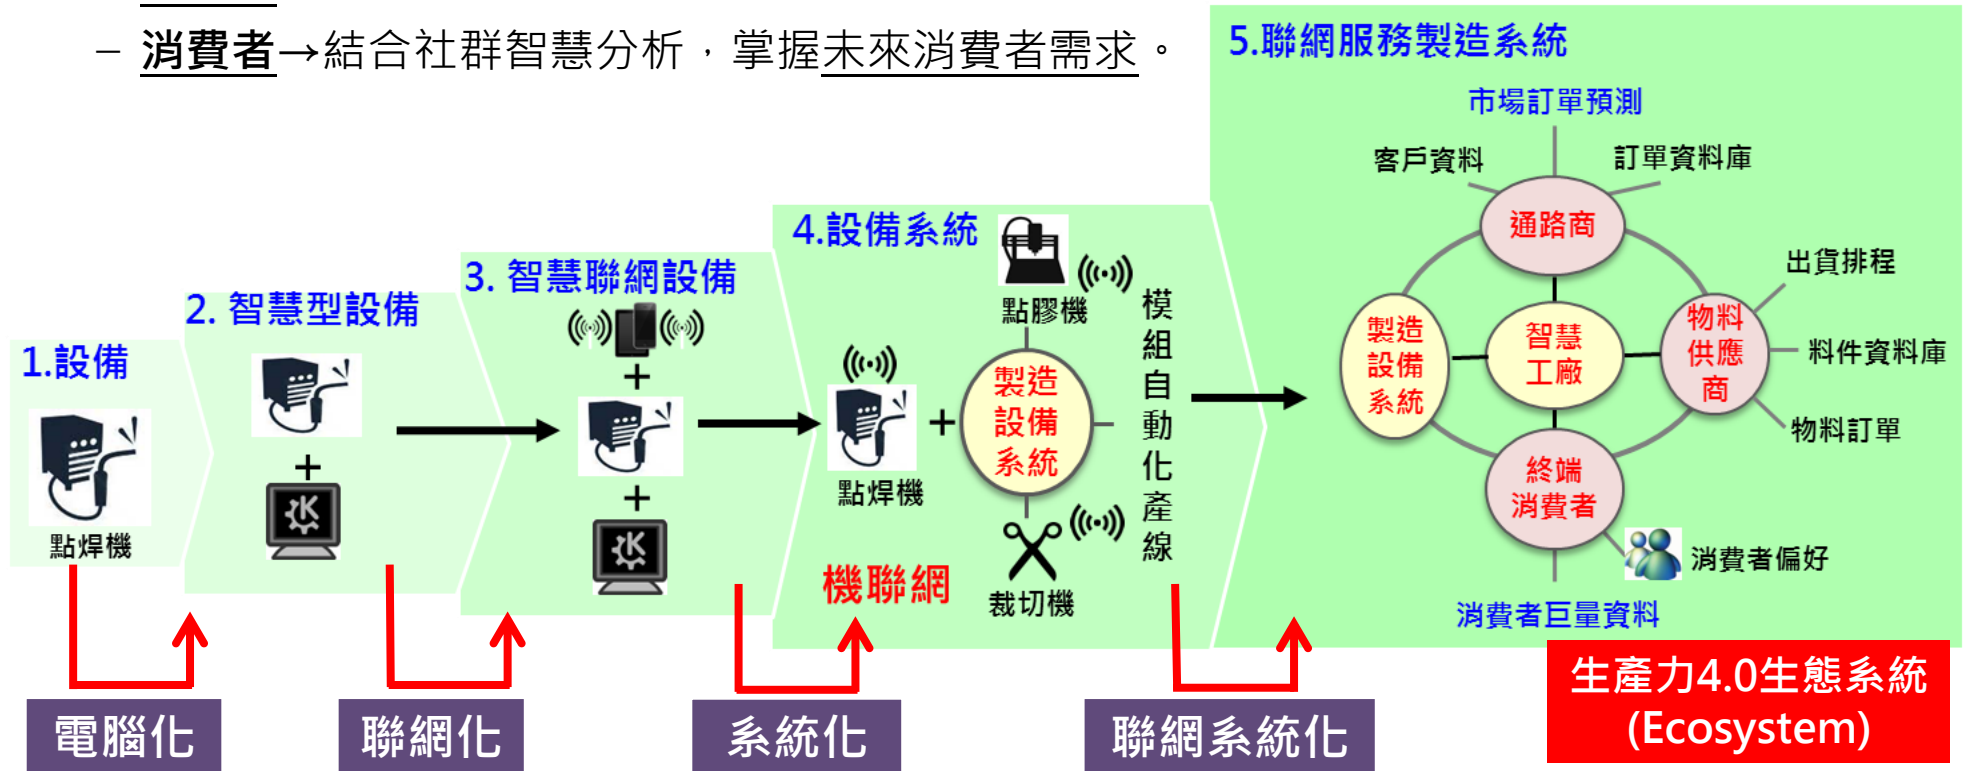 – 消費者→結合社群智慧分析，掌握未來消費者需求。
1.設備
點焊機
2. 智慧型設備
3. 智慧聯網設備
4.設備系統
點膠機
點焊機
製造
設備
系統
裁切機
機聯網
模組自動化產線
5.聯網服務製造系統
市場訂單預測
客戶資料
訂單資料庫
通路商
製造
設備
系統
智慧
工廠
物料
供應
商
出貨排程
料件資料庫
物料訂單
終端
消費者
消費者偏好
消費者巨量資料
電腦化
聯網化
系統化
聯網系統化
生產力4.0生態系統
(Ecosystem)